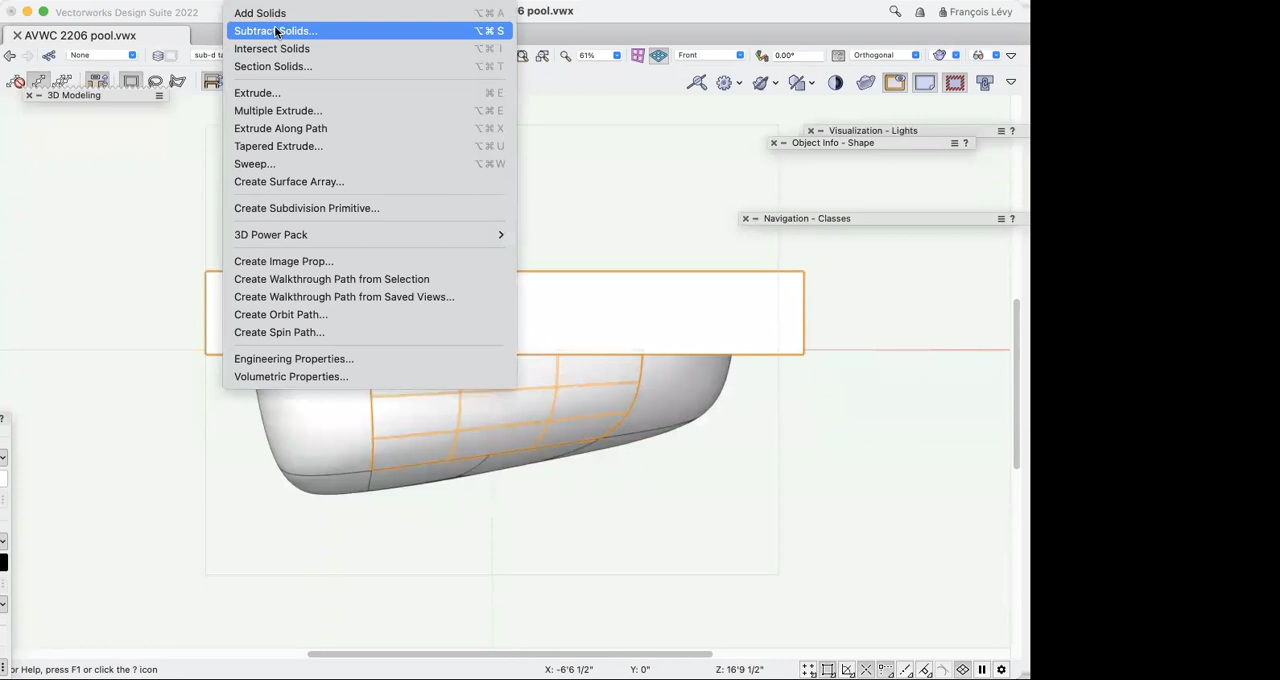 Vectorworks Design Suite 2022
6 pool.vwx
François Lévy
AVWC 2206 pool.vwx
None
sub-d ta
61%
Front
0.00°
Orthogonal
3D Modeling
Add Solids ⌥⌘A
Subtract Solids... ⌥⌘S
Intersect Solids ⌥⌘I
Section Solids... ⌥⌘T
Extrude... ⌘E
Multiple Extrude... ⌥⌘E
Extrude Along Path ⌥⌘X
Tapered Extrude... ⌥⌘U
Sweep... ⌥⌘W
Create Surface Array...
Create Subdivision Primitive...
3D Power Pack
Create Image Prop...
Create Walkthrough Path from Selection
Create Walkthrough Path from Saved Views...
Create Orbit Path...
Create Spin Path...
Engineering Properties...
Volumetric Properties...
Visualization - Lights ?
Object Info - Shape ?
Navigation - Classes ?
?
or Help, press F1 or click the ? icon
X: -6'6 1/2"
Y: 0"
Z: 16'9 1/2"